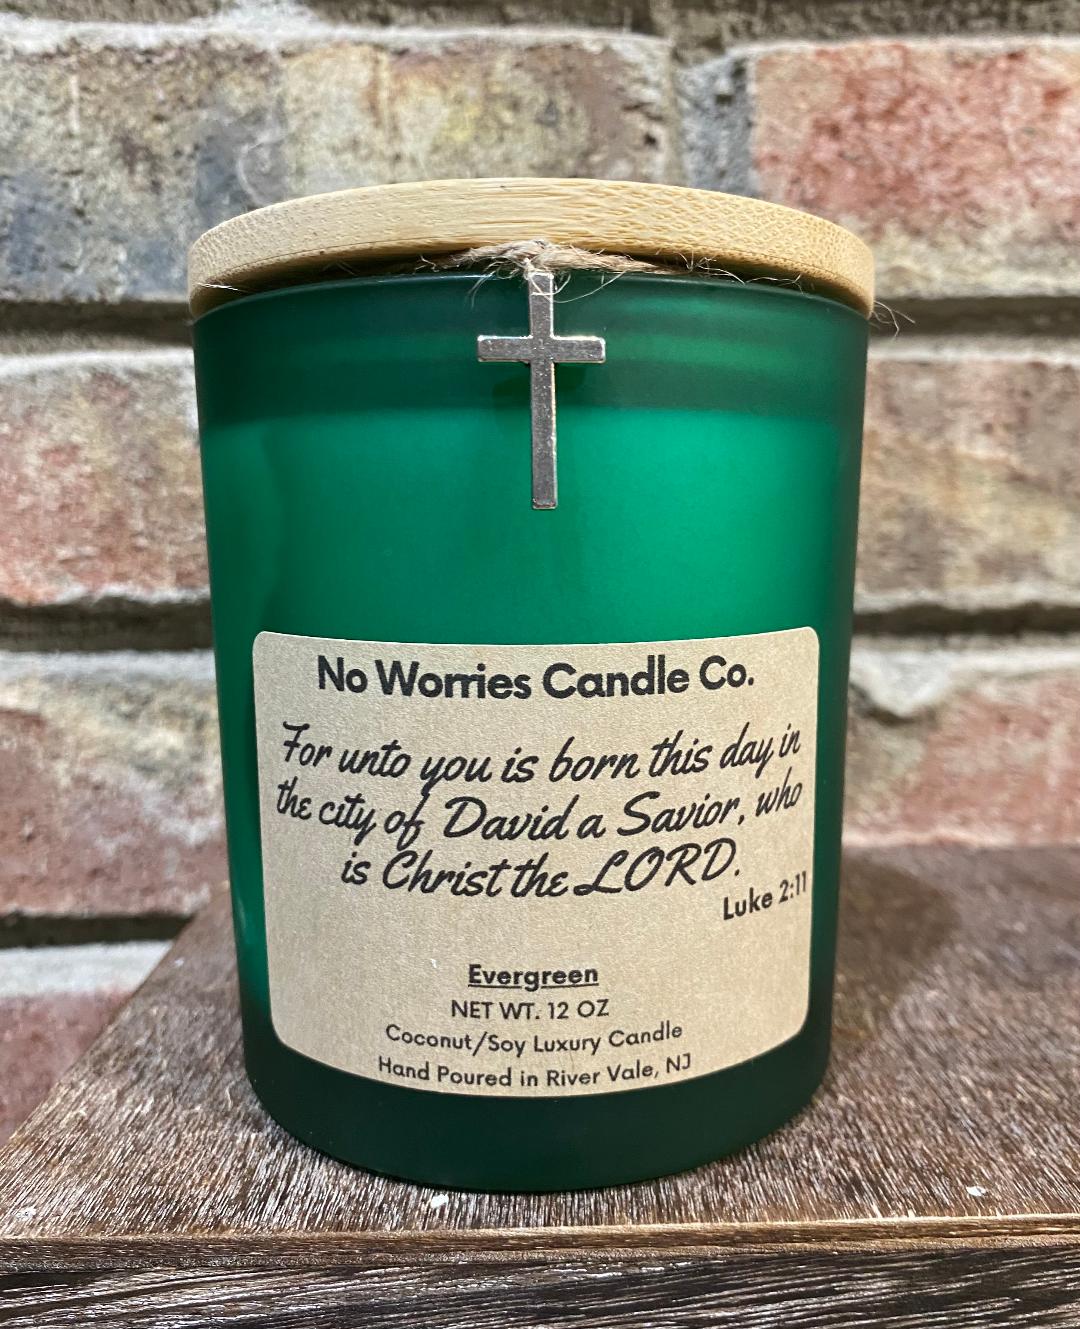 No Worries Candle Co.
For unto you is born this day in
the city of David a Savior, who
is Christ the LORD.
Luke 2:11
Evergreen
NET WT. 12 OZ
Coconut/Soy Luxury Candle
Hand Poured in River Vale, NJ